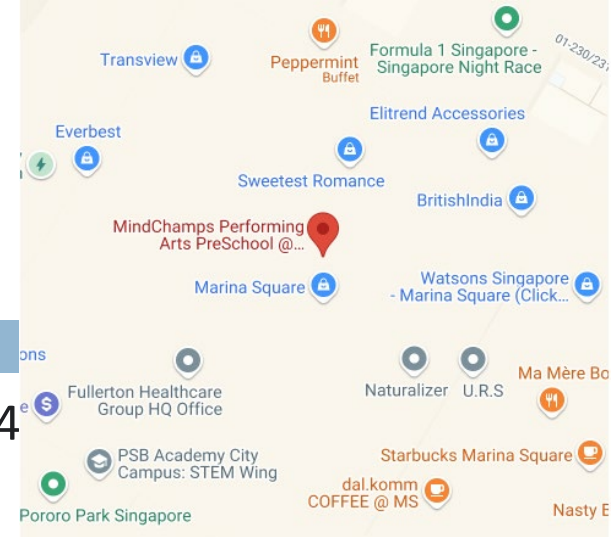 Transview
Peppermint
Buffet
Formula 1 Singapore -
Singapore Night Race
01-230/231
Everbest
Elitrend Accessories
Sweetest Romance
BritishIndia
MindChamps Performing
Arts PreSchool @...
Marina Square
Watsons Singapore
- Marina Square (Click...
ons
Fullerton Healthcare
Group HQ Office
Naturalizer
U.R.S
Ma Mère Bo
e
4
PSB Academy City
Campus: STEM Wing
Starbucks Marina Square
dal.komm
COFFEE @ MS
Pororo Park Singapore
Nasty